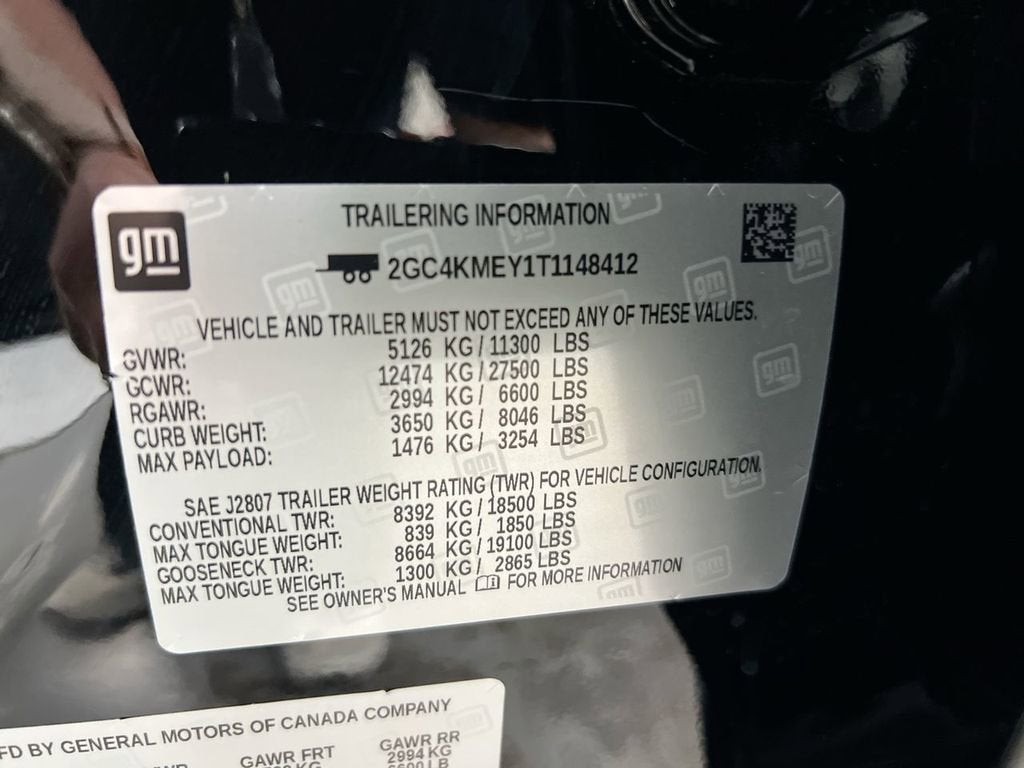 gm
TRAILERING INFORMATION
2GC4KMEY1T1148412
VEHICLE AND TRAILER MUST NOT EXCEED ANY OF THESE VALUES.
GVWR: 5126 KG / 11300 LBS
GCWR: 12474 KG / 27500 LBS
RGAWR: 2994 KG / 6600 LBS
CURB WEIGHT: 3650 KG / 8046 LBS
MAX PAYLOAD: 1476 KG / 3254 LBS
SAE J2807 TRAILER WEIGHT RATING (TWR) FOR VEHICLE CONFIGURATION.
CONVENTIONAL TWR: 8392 KG / 18500 LBS
MAX TONGUE WEIGHT: 839 KG / 1850 LBS
GOOSENECK TWR: 8664 KG / 19100 LBS
MAX TONGUE WEIGHT: 1300 KG / 2865 LBS
SEE OWNER'S MANUAL FOR MORE INFORMATION
FD BY GENERAL MOTORS OF CANADA COMPANY
GAWR FRT GAWR RR
KG 2994 KG